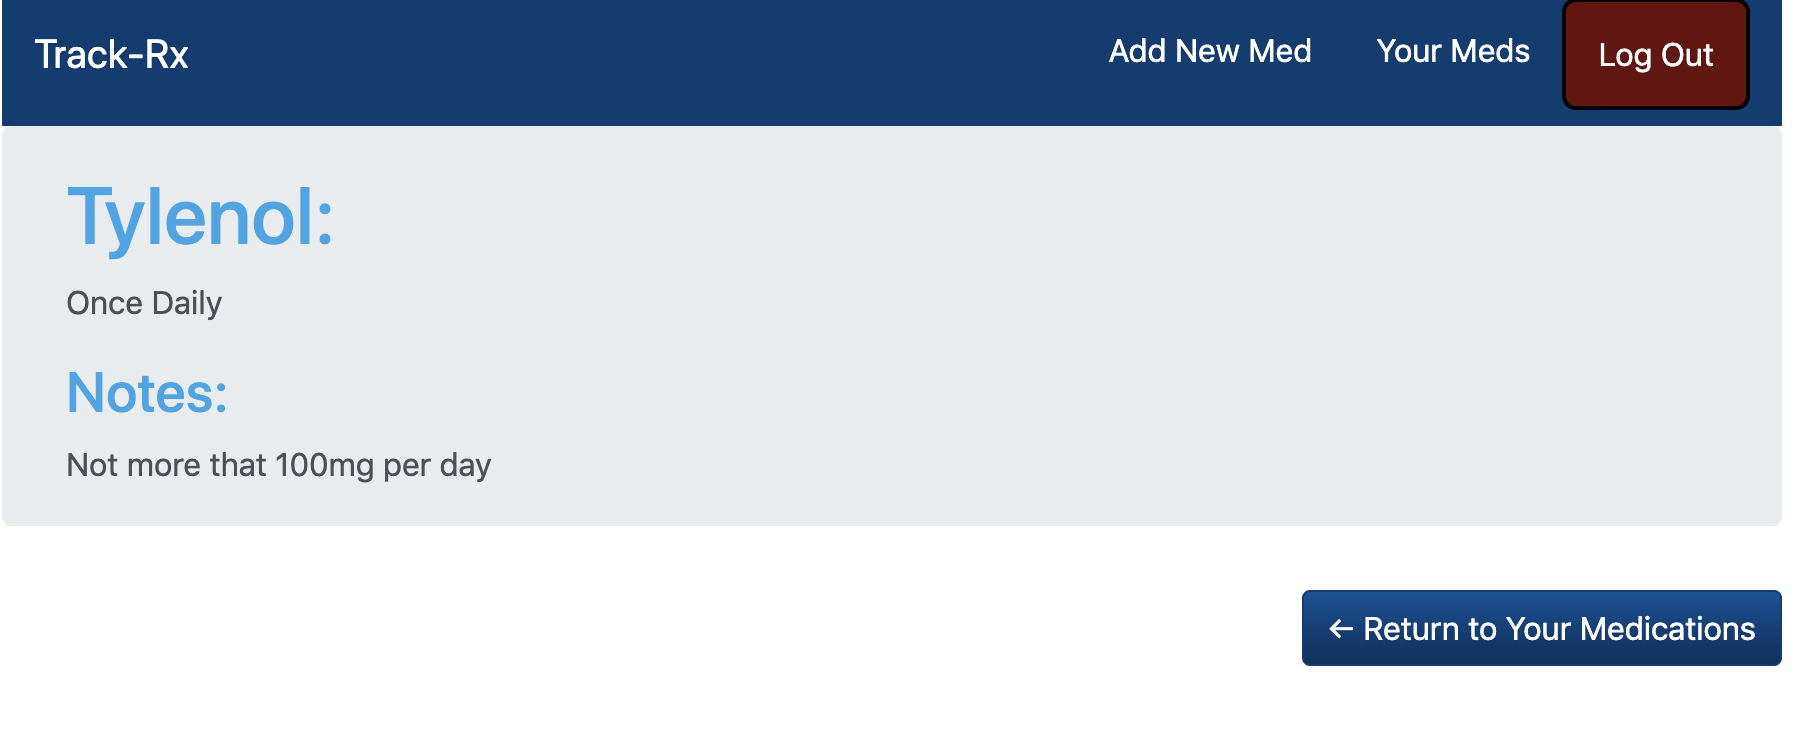 Track-Rx
Add New Med
Your Meds
Log Out
Tylenol:
Once Daily
Notes:
Not more that 100mg per day
← Return to Your Medications